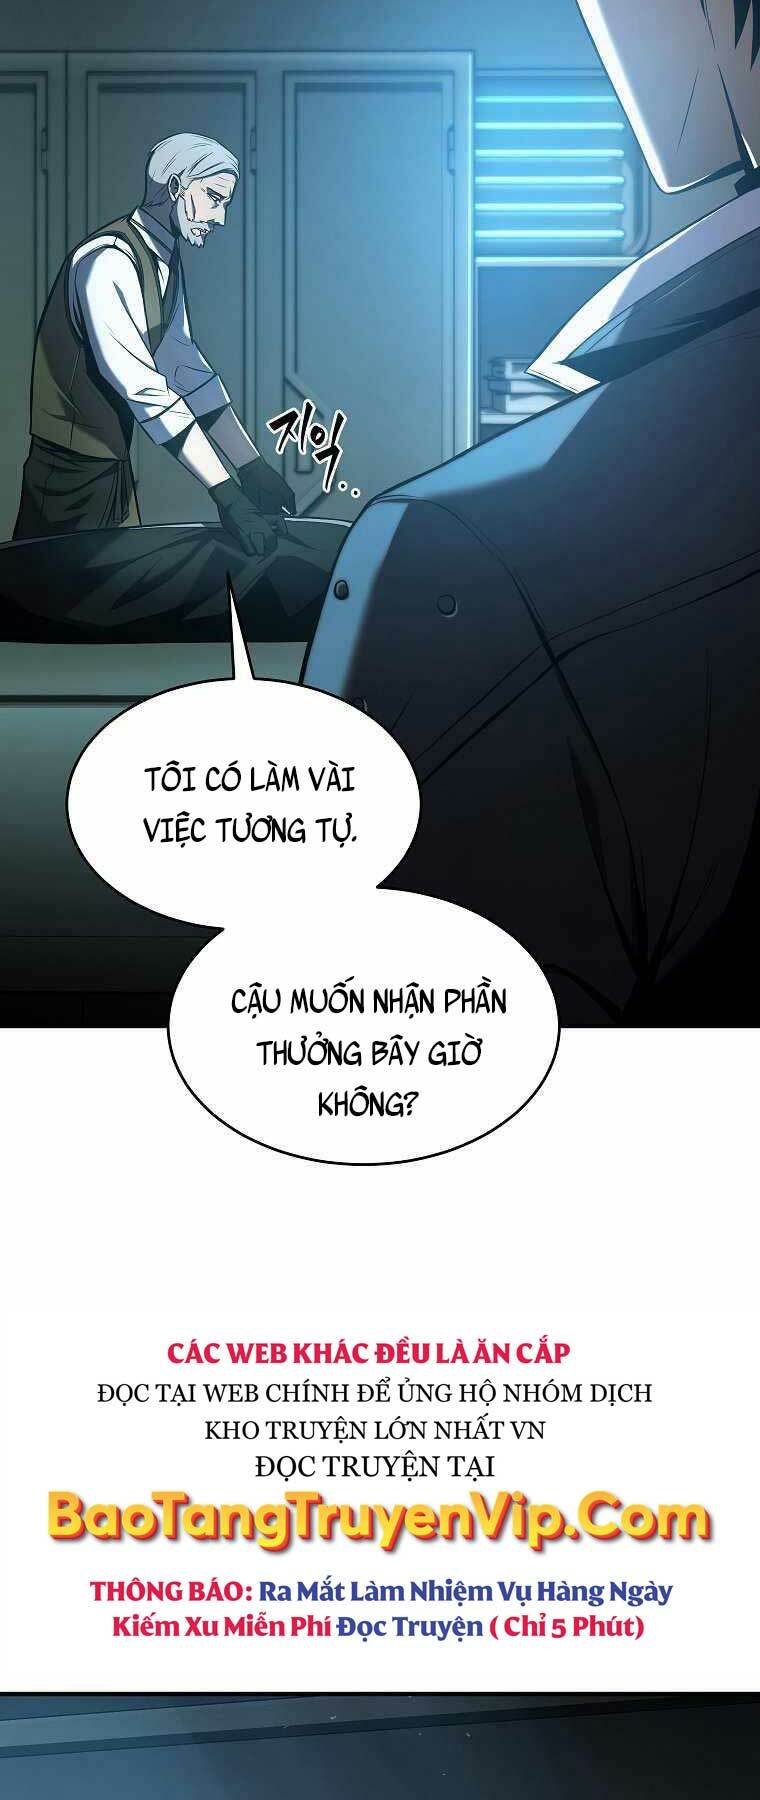 지익
TÔI CÓ LÀM VÀI
VIỆC TƯƠNG TỰ.
CẬU MUỐN NHẬN PHẦN
THƯỞNG BÂY GIỜ
KHÔNG?
CÁC WEB KHÁC ĐỀU LÀ ĂN CẮP
ĐỌC TẠI WEB CHÍNH ĐỂ ỦNG HỘ NHÓM DỊCH
KHO TRUYỆN LỚN NHẤT VN
ĐỌC TRUYỆN TẠI
BaoTangTruyenVip.Com
THÔNG BÁO: Ra Mắt Làm Nhiệm Vụ Hàng Ngày
Kiếm Xu Miễn Phí Đọc Truyện ( Chỉ 5 Phút)